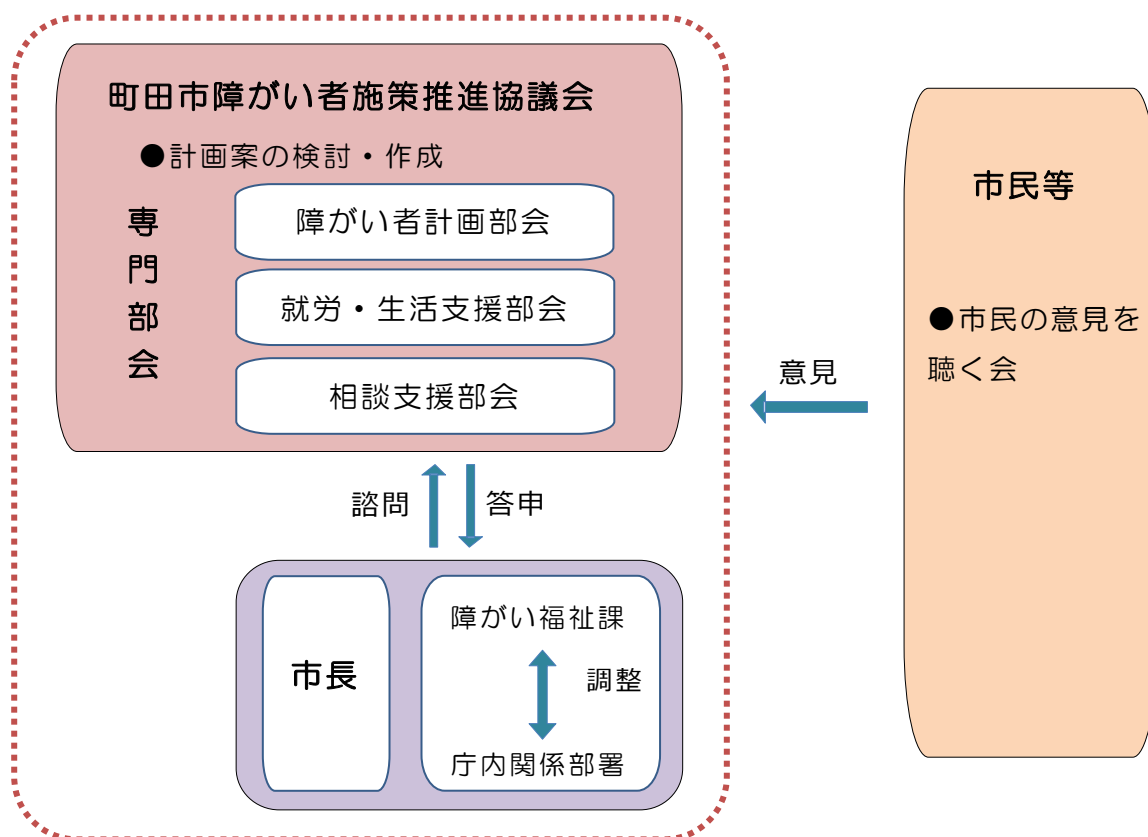 町田市障がい者施策推進協議会
●計画案の検討・作成
専門部会
障がい者計画部会
就労・生活支援部会
相談支援部会
諮問
答申
市長
障がい福祉課
調整
庁内関係部署
意見
市民等
●市民の意見を
聴く会